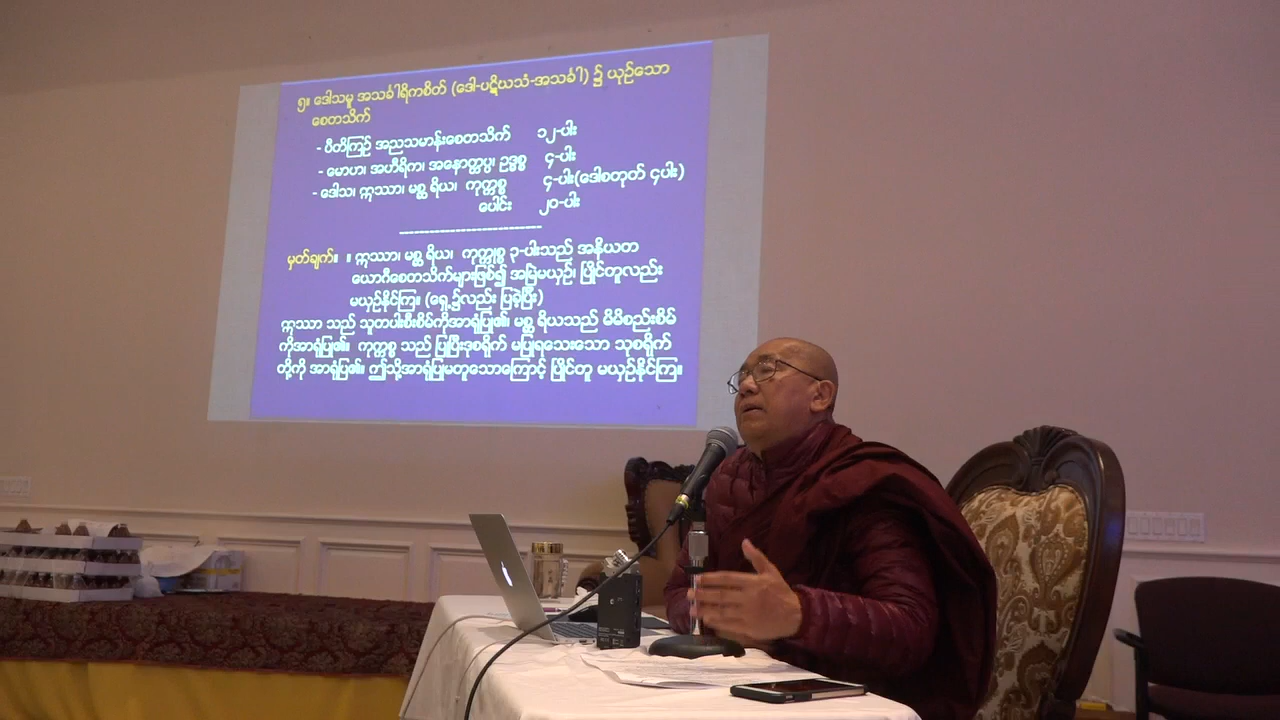 ၅။ ဒေါသမူ အသင်္ခါရိကစိတ် (ဒေါ-ပဋိဃသံ-အသင်္ခါ) ၌ ယှဉ်သော
စေတသိက်
- ပီတိကြဉ် အညသမာန်းစေတသိက် ၁၂-ပါး
- မောဟ၊ အဟီရိက၊ အနောတ္တပ္ပ၊ ဥဒ္ဓစ္စ ၄-ပါး
- ဒေါသ၊ ဣဿာ၊ မစ္ဆ ရိယ၊ ကုက္ကုစ္စ ၄-ပါး(ဒေါစတုတ် ၄ပါး)
ပေါင်း ၂၀-ပါး
မှတ်ချက်။ ။ ဣဿာ၊ မစ္ဆ ရိယ၊ ကုက္ကုစ္စ ၃-ပါးသည် အနိယတ
ယောဂီစေတသိက်များဖြစ်၍ အမြဲမယှဉ်၊ ပြိုင်တူလည်း
မယှဉ်နိုင်ကြ။ (ရှေ့၌လည်း ပြခဲ့ပြီး)
ဣဿာ သည် သူတပါးစီးစိမ်ကိုအာရုံပြု၏။ မစ္ဆ ရိယသည် မိမိစည်းစိမ်
ကိုအာရုံပြု၏။ ကုက္ကုစ္စ သည် ပြုပြီးဒုစရိုက် မပြုရသေးသော သုစရိုက်
တို့ကို အာရုံပြု၏။ ဤသို့အာရုံပြုမတူသောကြောင့် ပြိုင်တူ မယှဉ်နိုင်ကြ။